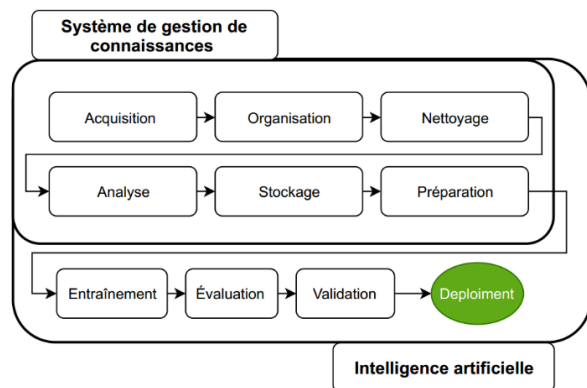 Système de gestion de
connaissances
Acquisition
Organisation
Nettoyage
Analyse
Stockage
Préparation
Entraînement
Évaluation
Validation
Deploiment
Intelligence artificielle